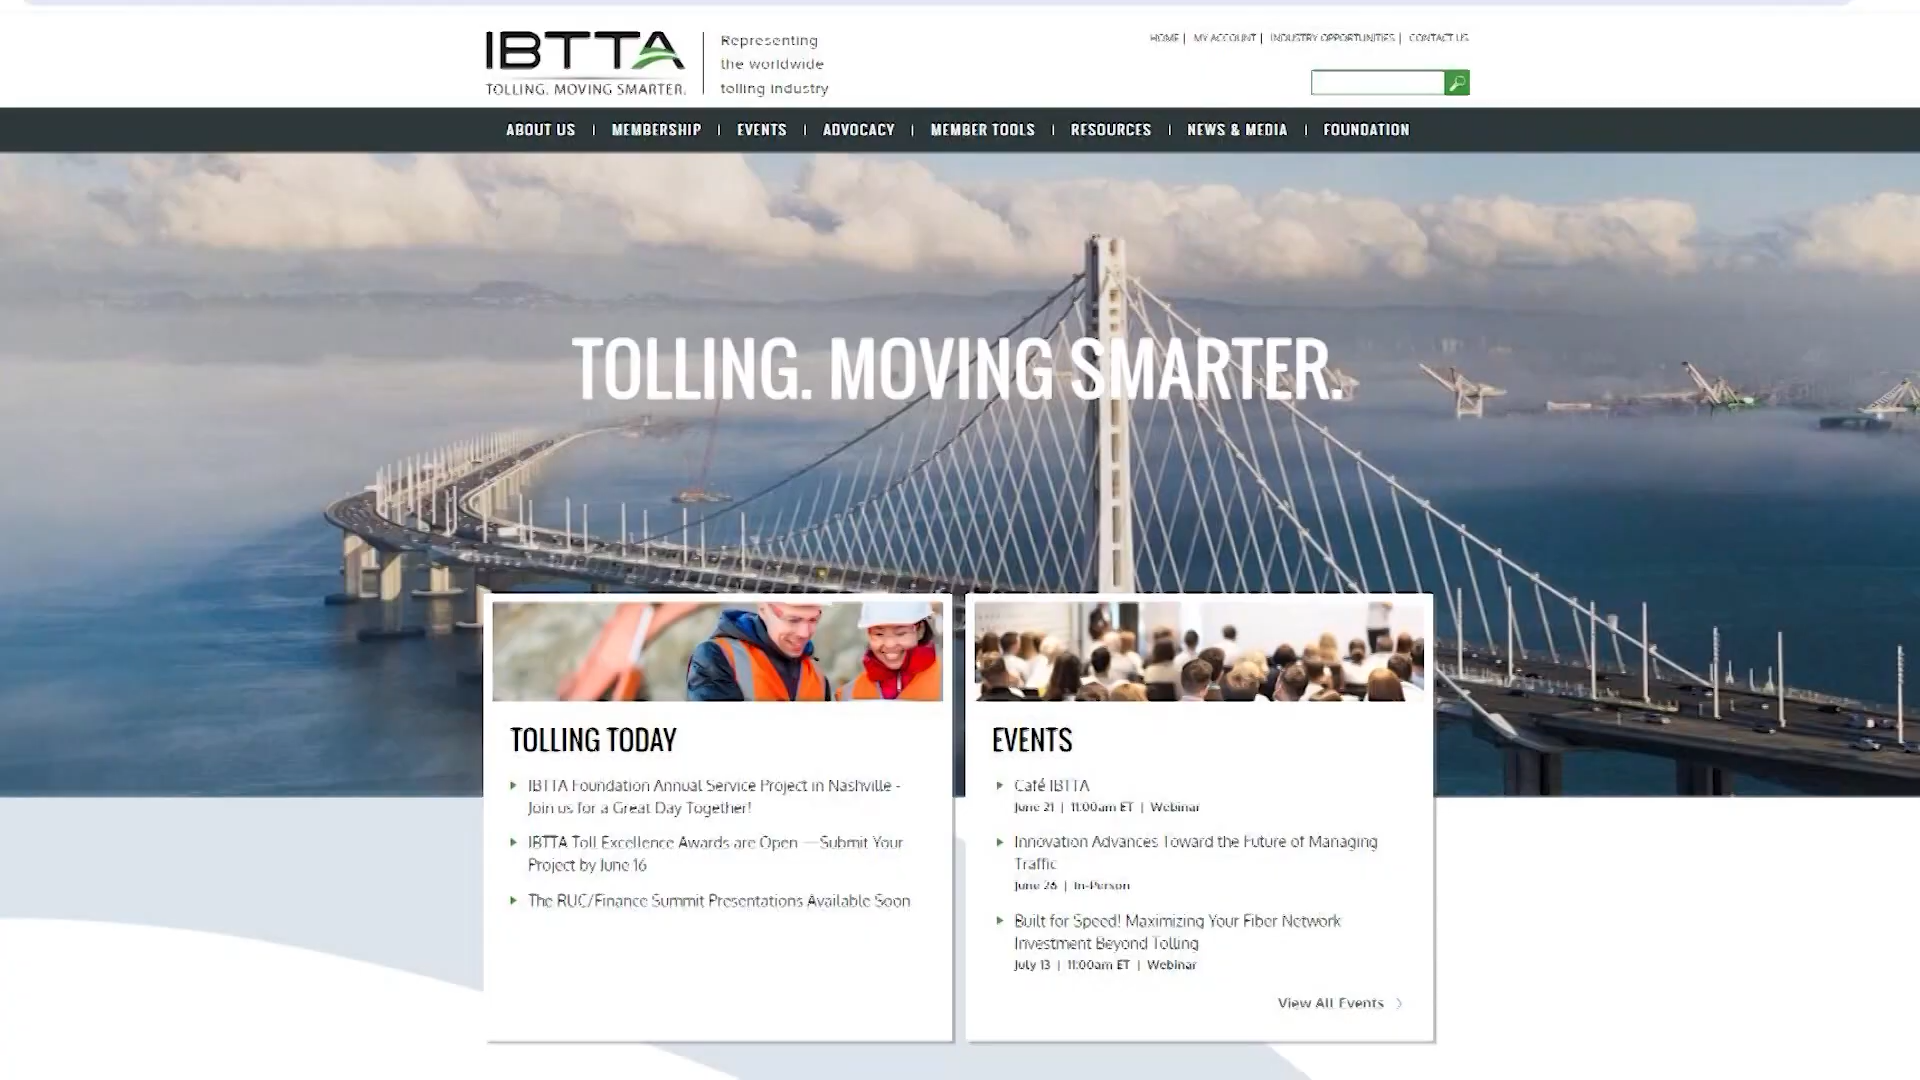 IBTTA
TOLLING. MOVING SMARTER.
Representing
the worldwide
tolling industry
HOME | MY ACCOUNT | INDUSTRY OPPORTUNITIES | CONTACT US
ABOUT US | MEMBERSHIP | EVENTS | ADVOCACY | MEMBER TOOLS | RESOURCES | NEWS & MEDIA | FOUNDATION
TOLLING. MOVING SMARTER.
TOLLING TODAY
IBTTA Foundation Annual Service Project in Nashville -
Join us for a Great Day Together!
IBTTA Toll Excellence Awards are Open — Submit Your
Project by June 16
The RUC/Finance Summit Presentations Available Soon
EVENTS
Café IBTTA
June 21 | 11:00am ET | Webinar
Innovation Advances Toward the Future of Managing
Traffic
June 26 | In-Person
Built for Speed! Maximizing Your Fiber Network
Investment Beyond Tolling
July 13 | 11:00am ET | Webinar
View All Events